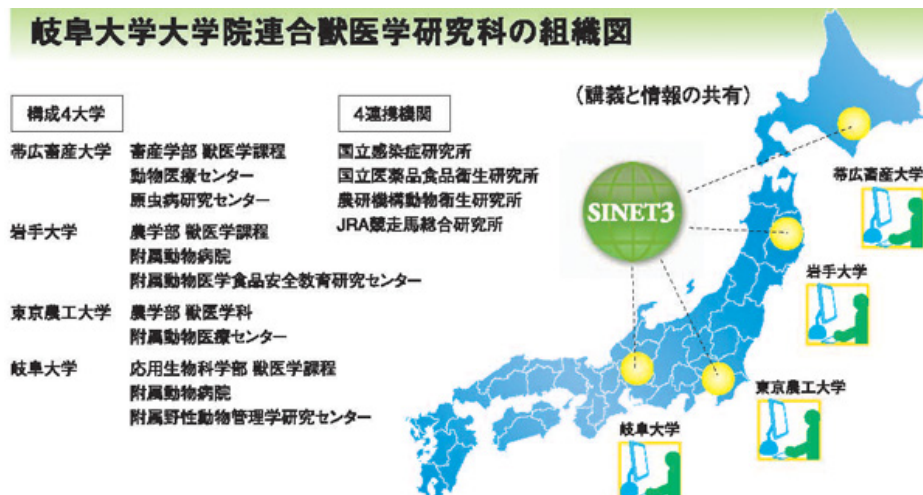 岐阜大学大学院連合獣医学研究科の組織図
構成4大学
帯広畜産大学 畜産学部 獣医学課程
動物医療センター
原虫病研究センター
岩手大学 農学部 獣医学課程
附属動物病院
附属動物医学食品安全教育研究センター
東京農工大学 農学部 獣医学科
附属動物医療センター
岐阜大学 応用生物科学部 獣医学課程
附属動物病院
附属野性動物管理学研究センター
4連携機関
国立感染症研究所
国立医薬品食品衛生研究所
農研機構動物衛生研究所
JRA競走馬総合研究所
(講義と情報の共有)
SINET3
帯広畜産大学
岩手大学
東京農工大学
岐阜大学